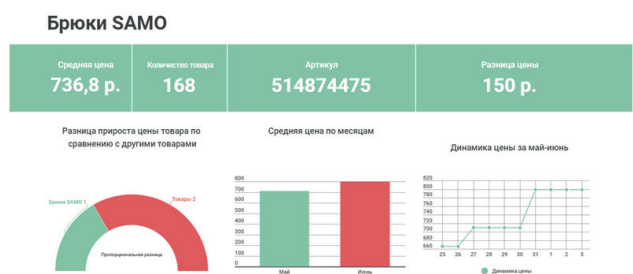 Брюки SAMO
Средняя цена
736,8 р.
Количество товара
168
Артикул
514874475
Разница цены
150 р.
Разница прироста цены товара по
сравнению с другими товарами
Брюки SAMO 1
Товары 2
Пропорциональная разница
Средняя цена по месяцам
800
700
600
500
400
300
200
100
0
Май
Июнь
Динамика цены за май-июнь
820
800
780
760
740
720
700
680
660
25 26 27 28 29 30 31 1 2 3
Динамика цены